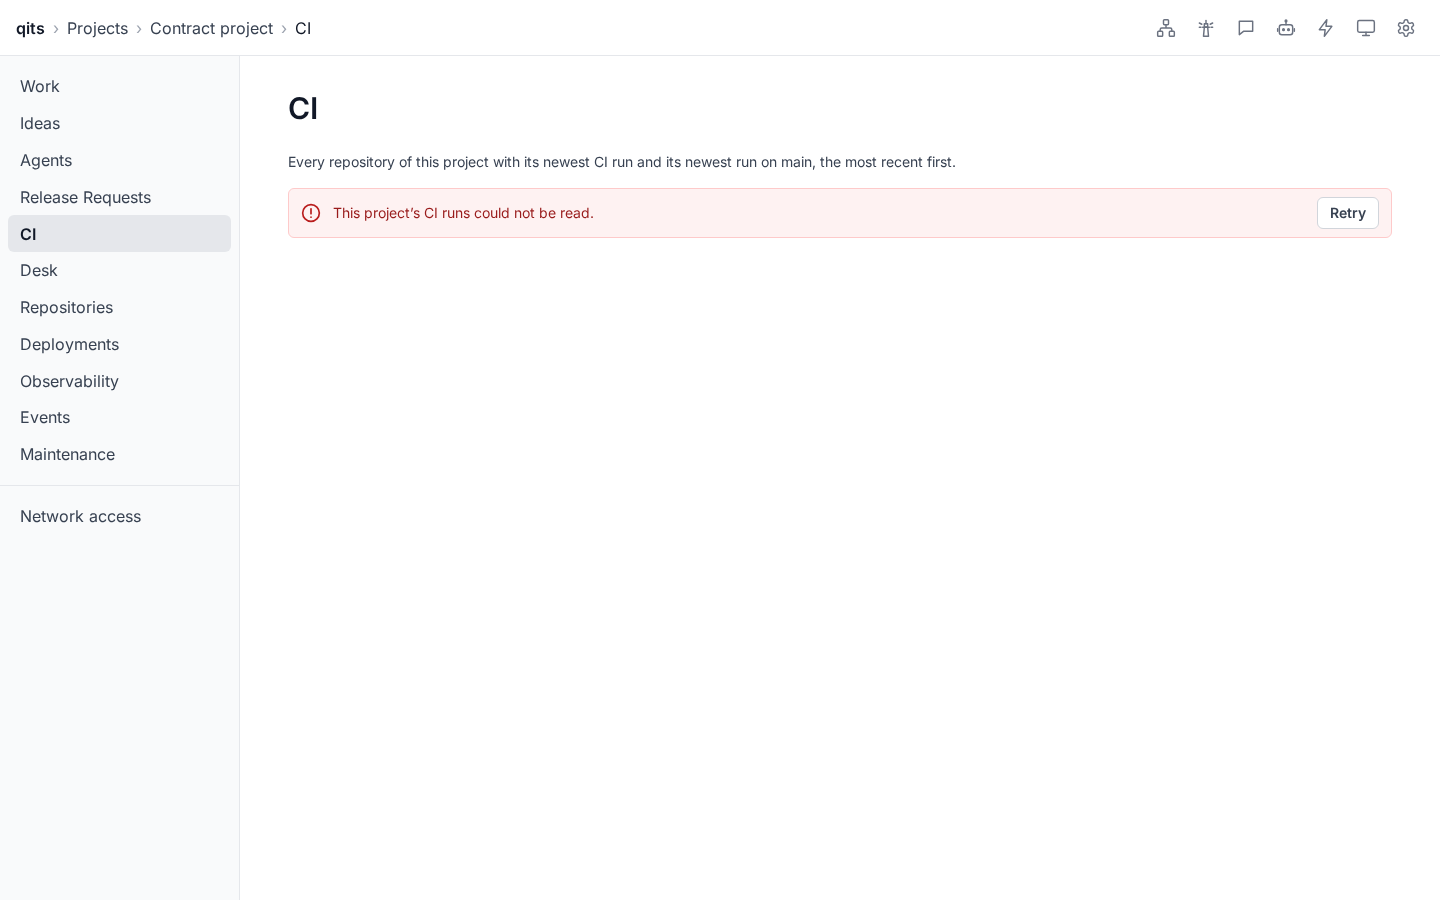 qits › Projects › Contract project › CI
Work
Ideas
Agents
Release Requests
CI
Desk
Repositories
Deployments
Observability
Events
Maintenance
Network access
CI
Every repository of this project with its newest CI run and its newest run on main, the most recent first.
This project’s CI runs could not be read.
Retry